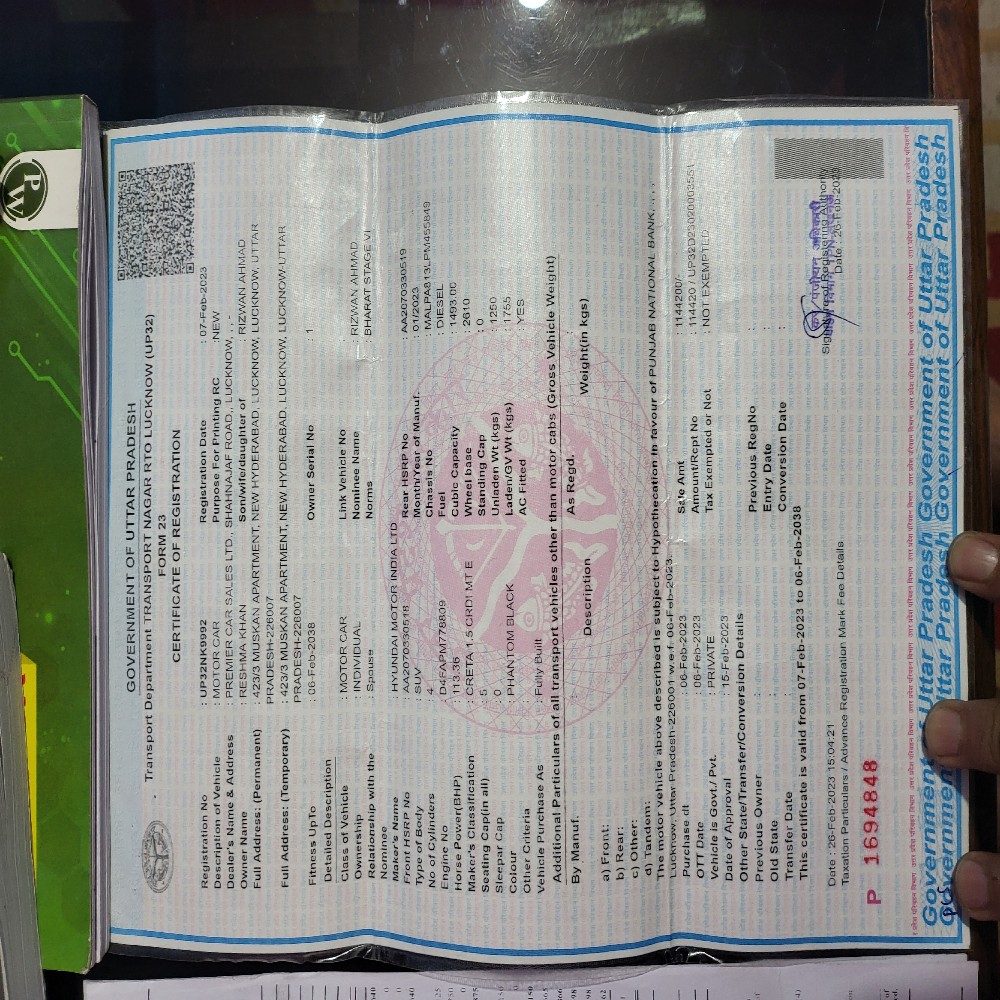 GOVERNMENT OF UTTAR PRADESH
Transport Department TRANSPORT NAGAR RTO LUCKNOW (UP32)
FORM 23
CERTIFICATE OF REGISTRATION
Registration No : UP32NK9992 Registration Date : 07-Feb-2023
Description of Vehicle : MOTOR CAR Purpose For Printing RC :NEW
Dealer's Name & Address : PREMIER CAR SALES LTD., SHAHNAJAF ROAD,, LUCKNOW, , , -
Owner Name : RESHMA KHAN Son/wife/daughter of : RIZWAN AHMAD
Full Address: (Permanent) : 423/3 MUSKAN APARTMENT, NEW HYDERABAD, LUCKNOW, LUCKNOW, UTTAR
PRADESH-226007
Full Address: (Temporary) : 423/3 MUSKAN APARTMENT, NEW HYDERABAD, LUCKNOW, LUCKNOW-UTTAR
PRADESH-226007
Fitness UpTo : 06-Feb-2038 Owner Serial No : 1
Detailed Description
Class of Vehicle : MOTOR CAR Link Vehicle No
Ownership : INDIVIDUAL Nominee Name : RIZWAN AHMAD
Relationship with the : Spouse Norms : BHARAT STAGE VI
Nominee
Maker's Name : HYUNDAI MOTOR INDIA LTD
Front HSRP No : AA2070330518 Rear HSRP No : AA2070330519
Type of Body : SUV Month/Year of Manuf. : 01/2023
No of Cylinders : 4 Chassis No : MALPA813LPM455849
Engine No : D4FAPM778809 Fuel : DIESEL
Horse Power(BHP) : 113.36 Cubic Capacity : 1493.00
Maker's Classification : CRETA 1.5 CRDI MT E Wheel base : 2610
Seating Cap(in all) : 5 Standing Cap : 0
Sleepar Cap : 0 Unladen Wt (kgs) : 1250
Colour : PHANTOM BLACK Laden/GV Wt (kgs) : 1755
Other Criteria : AC Fitted : YES
Vehicle Purchase As : Fully Built
Additional Particulars of all transport vehicles other than motor cabs (Gross Vehicle Weight)
By Manuf. : As Regd.
Description Weight(in kgs)
a) Front:
b) Rear:
c) Other:
d) Tandem:
The motor vehicle above described is subject to Hypothecation in favour of PUNJAB NATIONAL BANK, , , ,
Lucknow-Uttar Pradesh-226001 w.e.f. 06-Feb-2023.
Purchase dt : 06-Feb-2023 Sale Amt : 1144200/-
OTT Date : 06-Feb-2023 Amount/Rcpt No : 114420 / UP32D23020003551
Vehicle is Govt./ Pvt. : PRIVATE Tax Exempted or Not : NOT EXEMPTED
Date of Approval : 15-Feb-2023
Other State/Transfer/Conversion Details
Previous Owner : Previous RegNo :
Old State : Entry Date :
Transfer Date : Conversion Date :
This certificate is valid from 07-Feb-2023 to 06-Feb-2038
Date : 26-Feb-2023 15:04:21
Taxation Particulars / Advance Registration Mark Fee Details
Signature of Registering Authority
Date : 26-Feb-2023
P 1694848
Government of Uttar Pradesh Government of Uttar Pradesh
PW